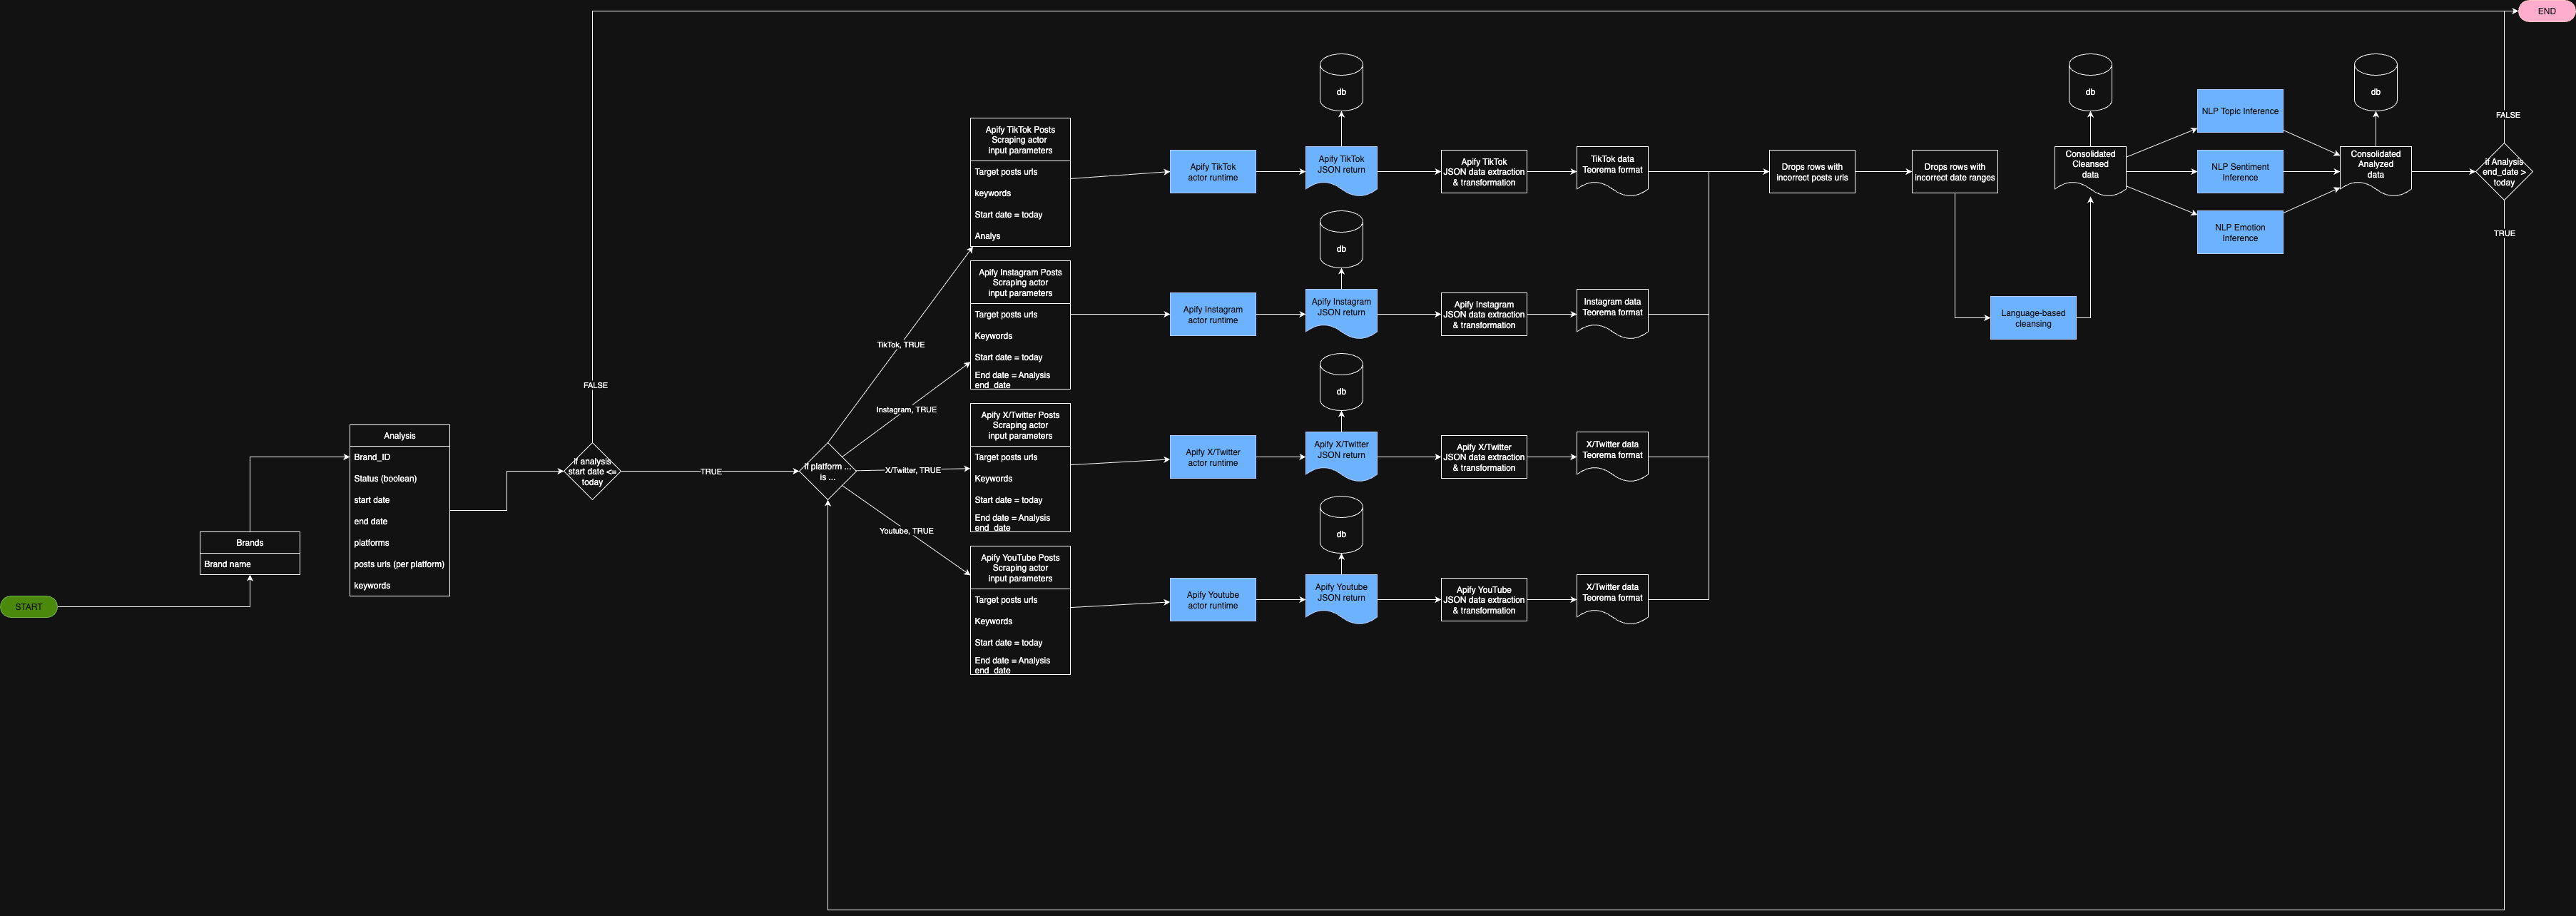 END
db
db
db
Apify TikTok Posts
Scraping actor
input parameters
Target posts urls
keywords
Start date = today
Analys
Apify TikTok
actor runtime
Apify TikTok
JSON return
Apify TikTok
JSON data extraction
& transformation
TikTok data
Teorema format
Drops rows with
incorrect posts urls
Drops rows with
incorrect date ranges
Consolidated
Cleansed
data
NLP Topic Inference
NLP Sentiment
Inference
NLP Emotion
Inference
Consolidated
Analyzed
data
FALSE
if Analysis
end_date >
today
TRUE
db
Apify Instagram Posts
Scraping actor
input parameters
Target posts urls
Keywords
Start date = today
End date = Analysis
end_date
Apify Instagram
actor runtime
Apify Instagram
JSON return
Apify Instagram
JSON data extraction
& transformation
Instagram data
Teorema format
Language-based
cleansing
TikTok, TRUE
Instagram, TRUE
X/Twitter, TRUE
Youtube, TRUE
FALSE
db
Apify X/Twitter Posts
Scraping actor
input parameters
Target posts urls
Keywords
Start date = today
End date = Analysis
end_date
Apify X/Twitter
actor runtime
Apify X/Twitter
JSON return
Apify X/Twitter
JSON data extraction
& transformation
X/Twitter data
Teorema format
Analysis
Brand_ID
Status (boolean)
start date
end date
platforms
posts urls (per platform)
keywords
if analysis
start date <=
today
TRUE
if platform ...
is ...
db
Apify YouTube Posts
Scraping actor
input parameters
Target posts urls
Keywords
Start date = today
End date = Analysis
end_date
Apify Youtube
actor runtime
Apify Youtube
JSON return
Apify YouTube
JSON data extraction
& transformation
X/Twitter data
Teorema format
Brands
Brand name
START